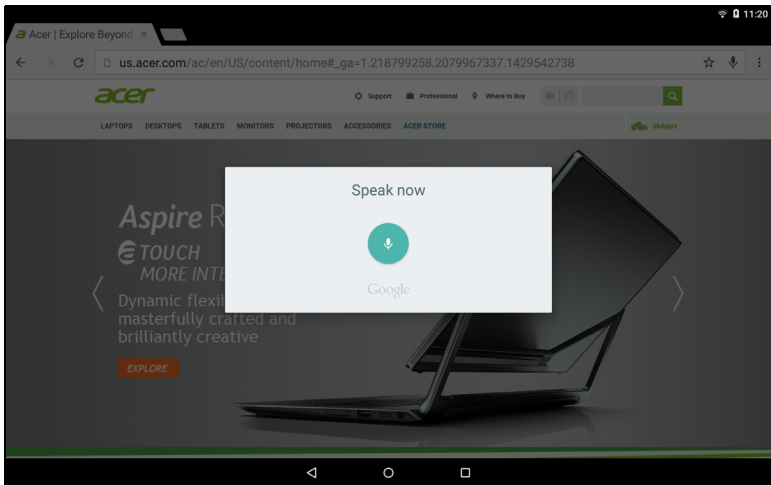 11:20
Acer | Explore Beyond
us.acer.com/ac/en/US/content/home#_ga=1.218799258.2079967337.1429542738
acer
Support Professional Where to Buy (0)
LAPTOPS DESKTOPS TABLETS MONITORS PROJECTORS ACCESSORIES ACER STORE abApps
Speak now
Google
Aspire R
TOUCH
MORE INTE
Dynamic flexib
masterfully crafted and
brilliantly creative
EXPLORE